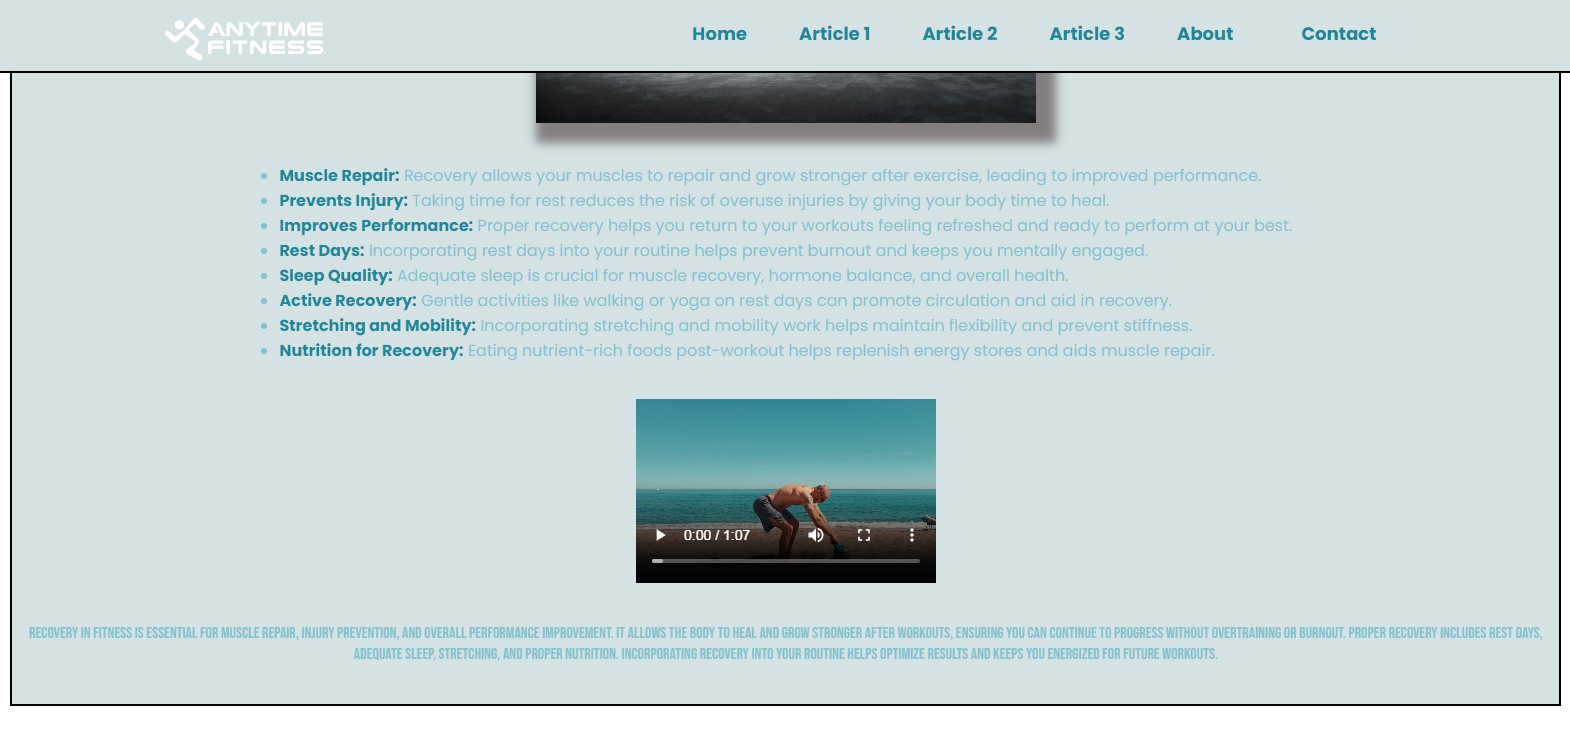 ANYTIME
FITNESS
Home Article 1 Article 2 Article 3 About Contact
Muscle Repair: Recovery allows your muscles to repair and grow stronger after exercise, leading to improved performance.
Prevents Injury: Taking time for rest reduces the risk of overuse injuries by giving your body time to heal.
Improves Performance: Proper recovery helps you return to your workouts feeling refreshed and ready to perform at your best.
Rest Days: Incorporating rest days into your routine helps prevent burnout and keeps you mentally engaged.
Sleep Quality: Adequate sleep is crucial for muscle recovery, hormone balance, and overall health.
Active Recovery: Gentle activities like walking or yoga on rest days can promote circulation and aid in recovery.
Stretching and Mobility: Incorporating stretching and mobility work helps maintain flexibility and prevent stiffness.
Nutrition for Recovery: Eating nutrient-rich foods post-workout helps replenish energy stores and aids muscle repair.
0:00 / 1:07
RECOVERY IN FITNESS IS ESSENTIAL FOR MUSCLE REPAIR, INJURY PREVENTION, AND OVERALL PERFORMANCE IMPROVEMENT. IT ALLOWS THE BODY TO HEAL AND GROW STRONGER AFTER WORKOUTS, ENSURING YOU CAN CONTINUE TO PROGRESS WITHOUT OVERTRAINING OR BURNOUT. PROPER RECOVERY INCLUDES REST DAYS,
ADEQUATE SLEEP, STRETCHING, AND PROPER NUTRITION. INCORPORATING RECOVERY INTO YOUR ROUTINE HELPS OPTIMIZE RESULTS AND KEEPS YOU ENERGIZED FOR FUTURE WORKOUTS.